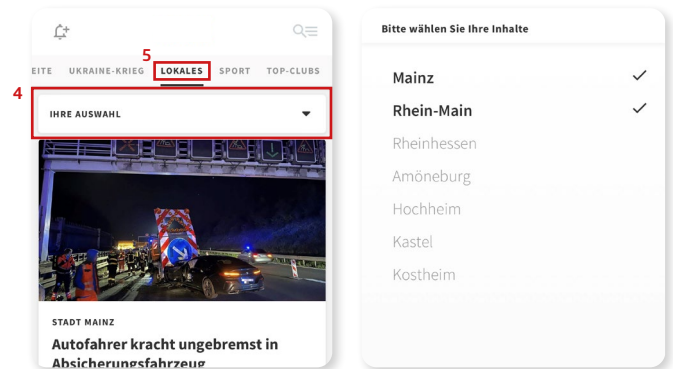 5
EITE UKRAINE-KRIEG LOKALES SPORT TOP-CLUBS
4
IHRE AUSWAHL
STADT MAINZ
Autofahrer kracht ungebremst in
Absicherungsfahrzeug
Bitte wählen Sie Ihre Inhalte
Mainz
Rhein-Main
Rheinhessen
Amöneburg
Hochheim
Kastel
Kostheim